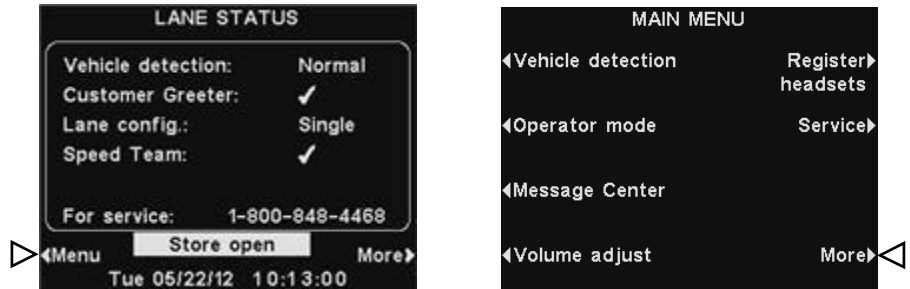 LANE STATUS
Vehicle detection: Normal
Customer Greeter: ✓
Lane config.: Single
Speed Team: ✓
For service: 1-800-848-4468
Store open
Menu More
Tue 05/22/12 10:13:00
MAIN MENU
Vehicle detection Register
headsets
Operator mode Service
Message Center
Volume adjust More